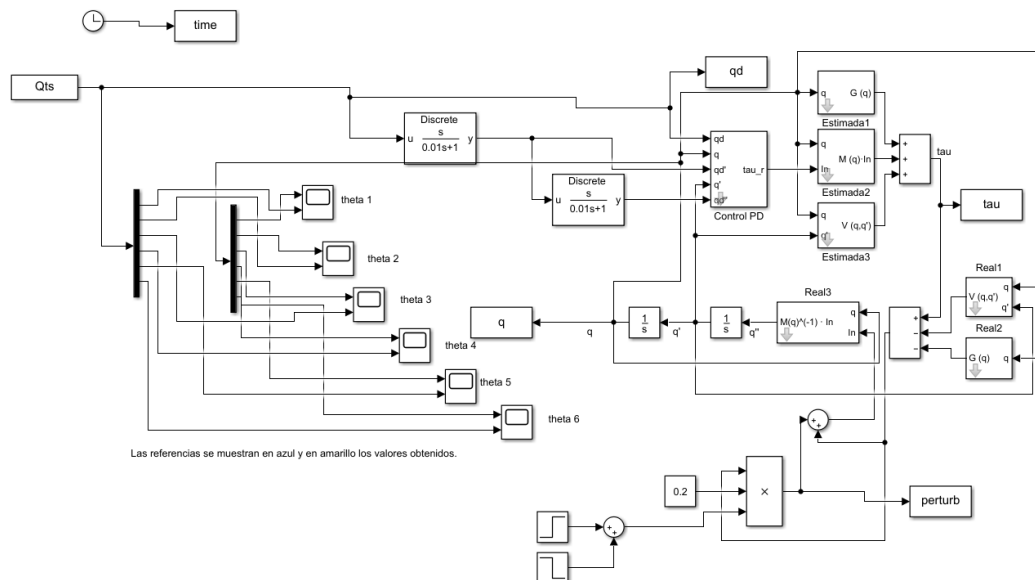 time
Qts
qd
Discrete
s
0.01s+1
u
y
Discrete
s
0.01s+1
u
y
qd
q
qd'
q'
qd''
tau_r
Control PD
q
G (q)
Estimada1
q
In
M (q)·In
Estimada2
q
q'
V (q,q')
Estimada3
+
+
+
tau
tau
theta 1
theta 2
theta 3
theta 4
theta 5
theta 6
q
q
1
s
q'
1
s
q''
Real3
M(q)^(-1) · In
q
In
+
−
−
Real1
V (q,q')
q
q'
Real2
G (q)
q
Las referencias se muestran en azul y en amarillo los valores obtenidos.
+
+
0.2
×
perturb
+
+